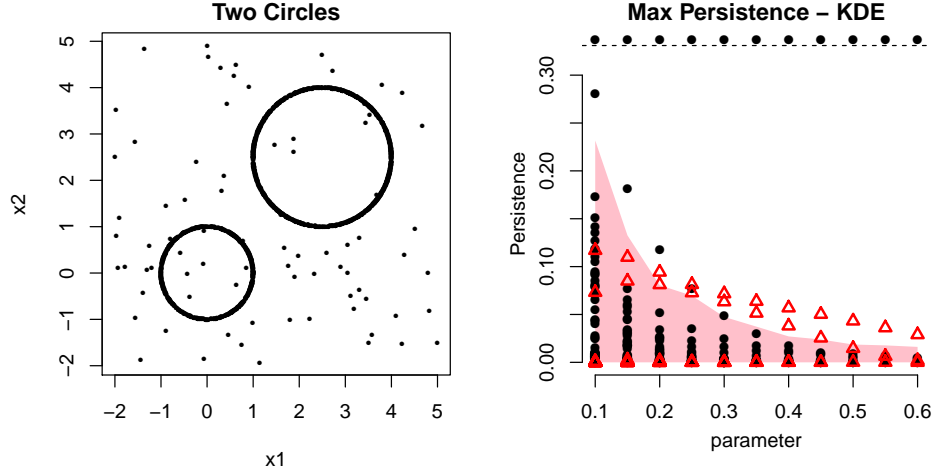 Two Circles
5
4
3
2
1
0
−1
−2
x2
−2 −1 0 1 2 3 4 5
x1
Max Persistence − KDE
0.30
0.20
0.10
0.00
Persistence
0.1 0.2 0.3 0.4 0.5 0.6
parameter